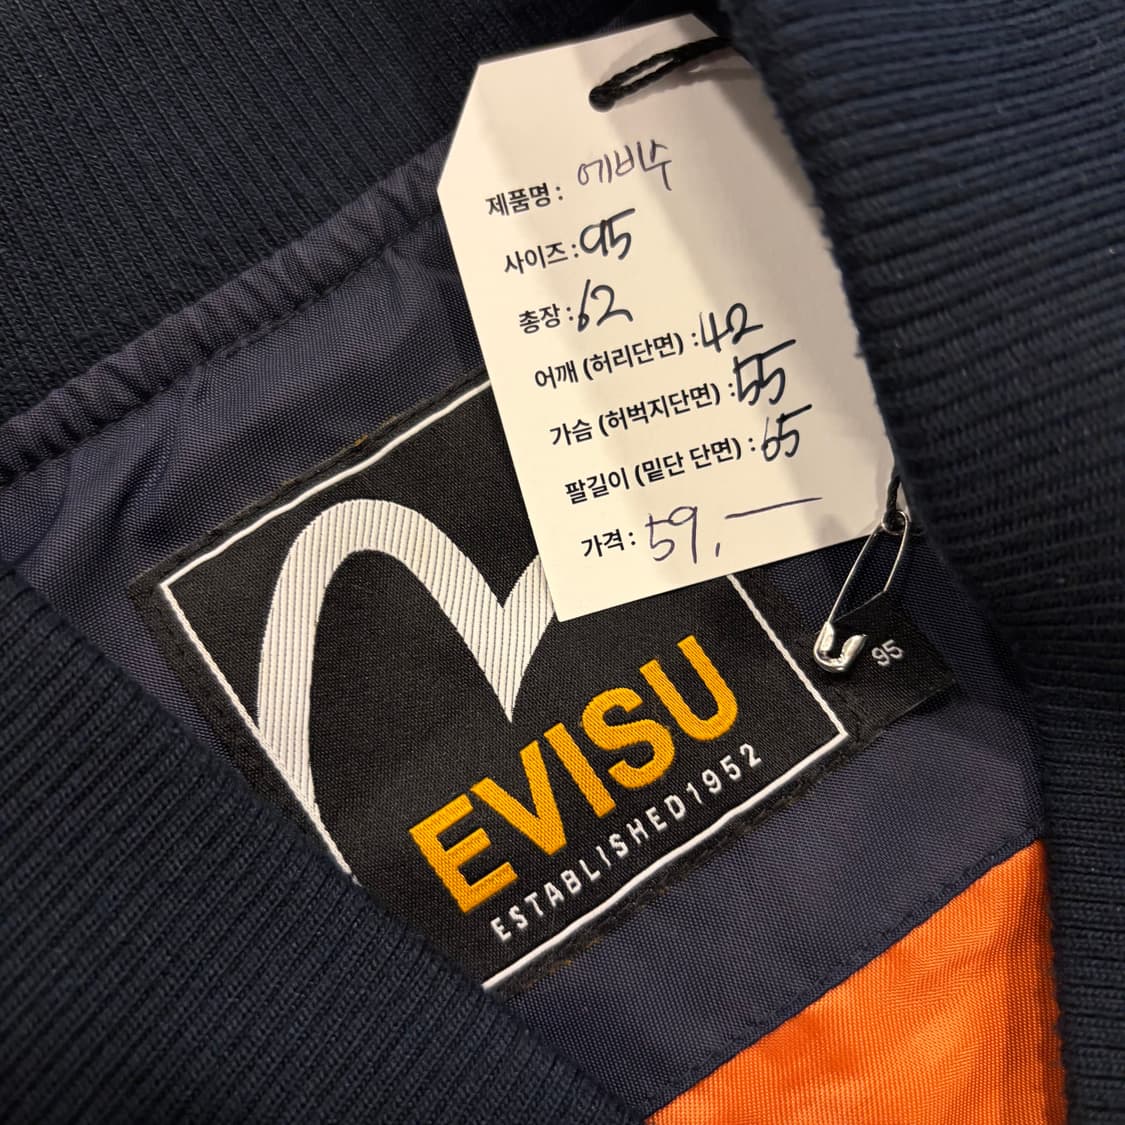 제품명 : 에비수
사이즈 : 95
총장 : 62
어깨 (허리단면) : 42
가슴 (허벅지단면) : 55
팔길이 (밑단 단면) : 65
가격 : 59,—
EVISU
ESTABLISHED 1952
95